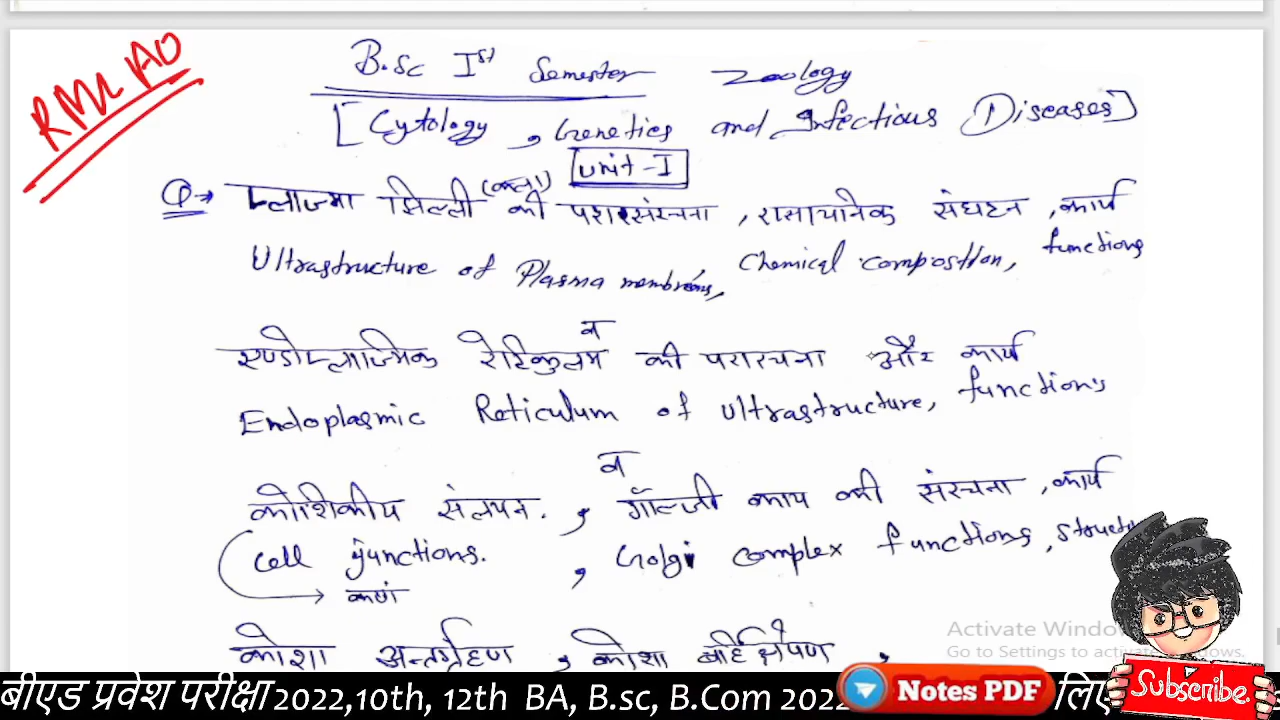 RML AU
B.Sc Ist Semester Zoology
[Cytology, Genetics and Infectious Diseases]
Unit-I
Q→ प्लाज्मा झिल्ली (कला) की परासंरचना, रासायनिक संघटन, कार्य
Ultrastructure of Plasma membrane, Chemical composition, functions
एण्डोप्लाज्मिक रेटिकुलम की परारचना और कार्य
Endoplasmic Reticulum of Ultrastructure, functions
कोशिकीय संलयन, गॉल्जी काय की संरचना, कार्य
Cell junctions. , Golgi complex functions,
कोशा अन्तर्ग्रहण, कोशा बहिर्क्षेपण,
Activate Windows
Go to Settings to activate Windows.
बीएड प्रवेश परीक्षा 2022,10th, 12th BA, B.sc, B.Com 2022 Notes PDF लिए Subscribe